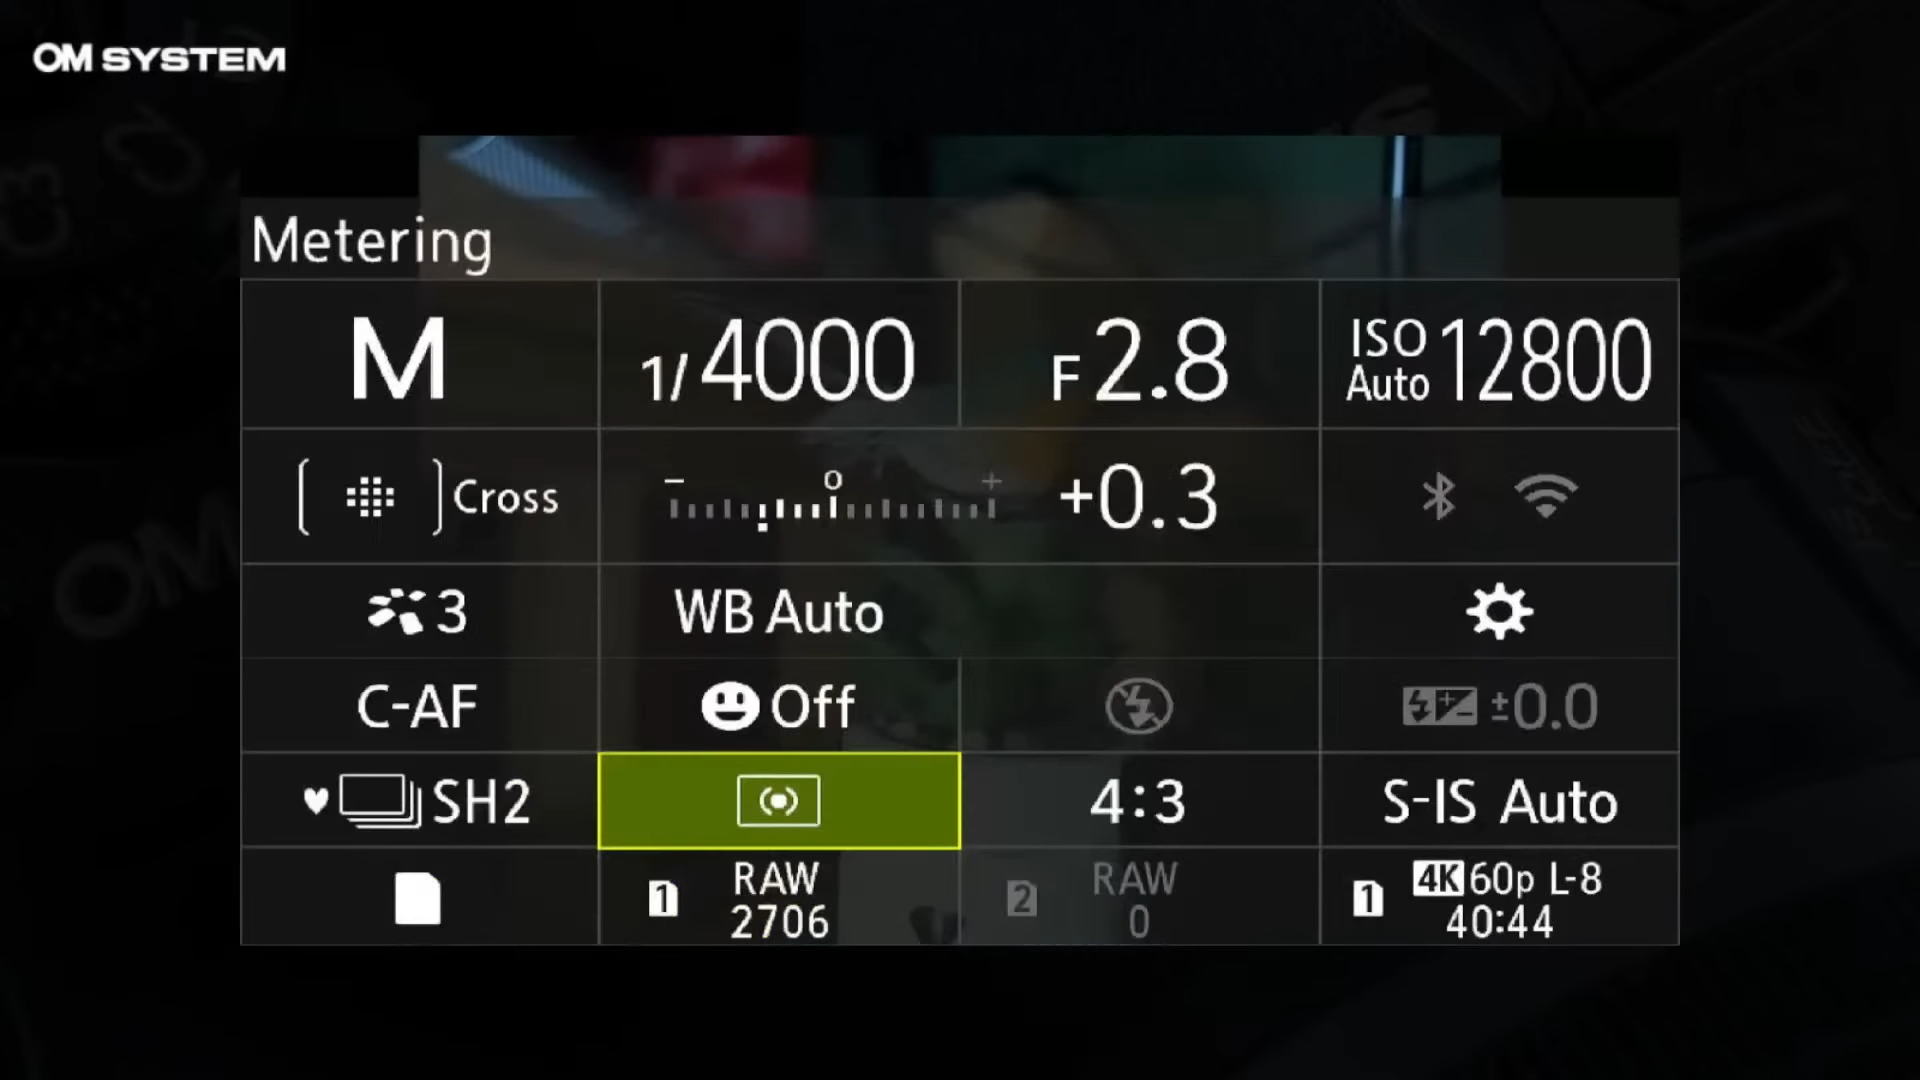 OM SYSTEM
Metering
M
1/4000
F2.8
ISO Auto 12800
Cross
− 0 +
+0.3
3
WB Auto
C-AF
Off
±0.0
SH2
4:3
S-IS Auto
1 RAW
2706
2 RAW
0
1 4K 60p L-8
40:44